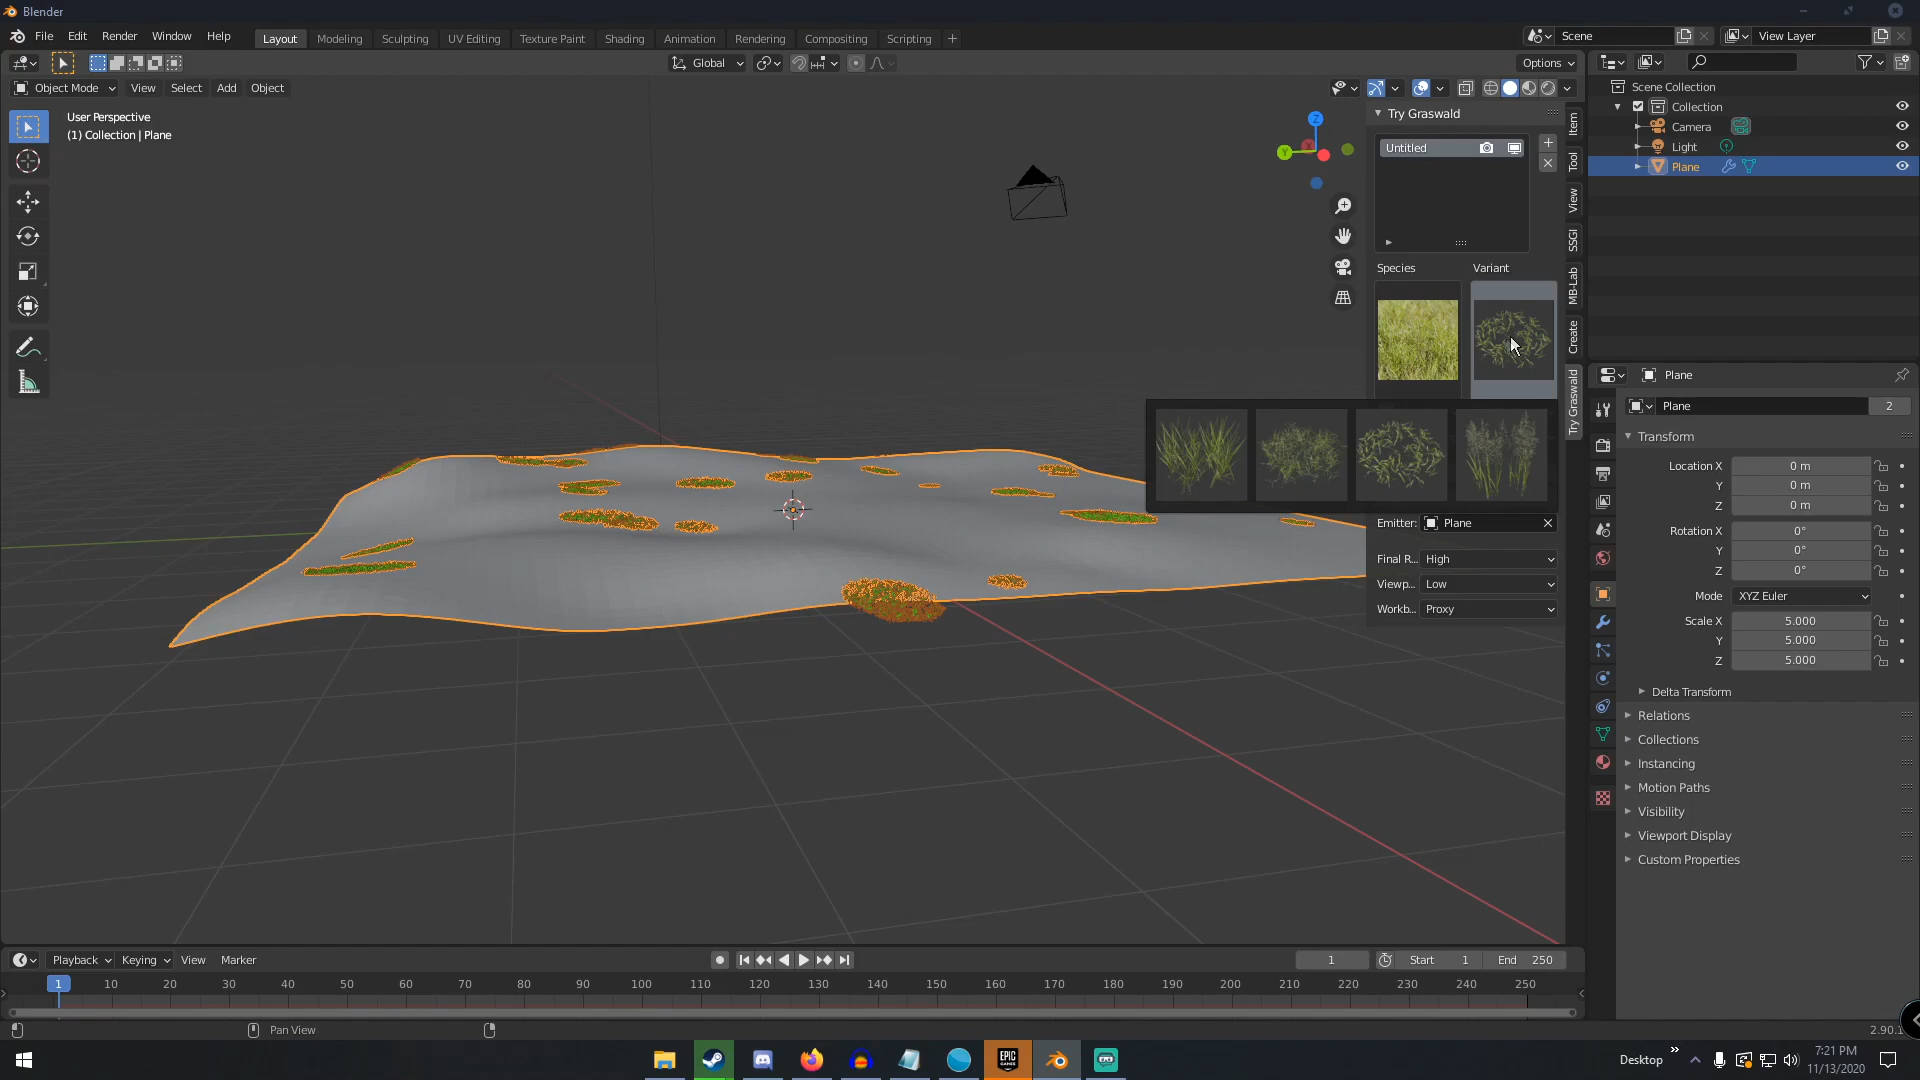 Blender
File Edit Render Window Help
Layout Modeling Sculpting UV Editing Texture Paint Shading Animation Rendering Compositing Scripting +
Scene View Layer
Global Options
Object Mode View Select Add Object
User Perspective
(1) Collection | Plane
Z
Y
X
Try Graswald
Untitled
Species Variant
Emitter: Plane
Final R... High
Viewp... Low
Workb... Proxy
Item
Tool
View
SSGI
MB-Lab
Create
Try Graswald
Scene Collection
Collection
Camera
Light
Plane
Plane
Plane 2
Transform
Location X 0 m
Y 0 m
Z 0 m
Rotation X 0°
Y 0°
Z 0°
Mode XYZ Euler
Scale X 5.000
Y 5.000
Z 5.000
Delta Transform
Relations
Collections
Instancing
Motion Paths
Visibility
Viewport Display
Custom Properties
Playback Keying View Marker
1 Start 1 End 250
1 10 20 30 40 50 60 70 80 90 100 110 120 130 140 150 160 170 180 190 200 210 220 230 240 250
Pan View
2.90.1
EPIC GAMES
Desktop
7:21 PM
11/13/2020